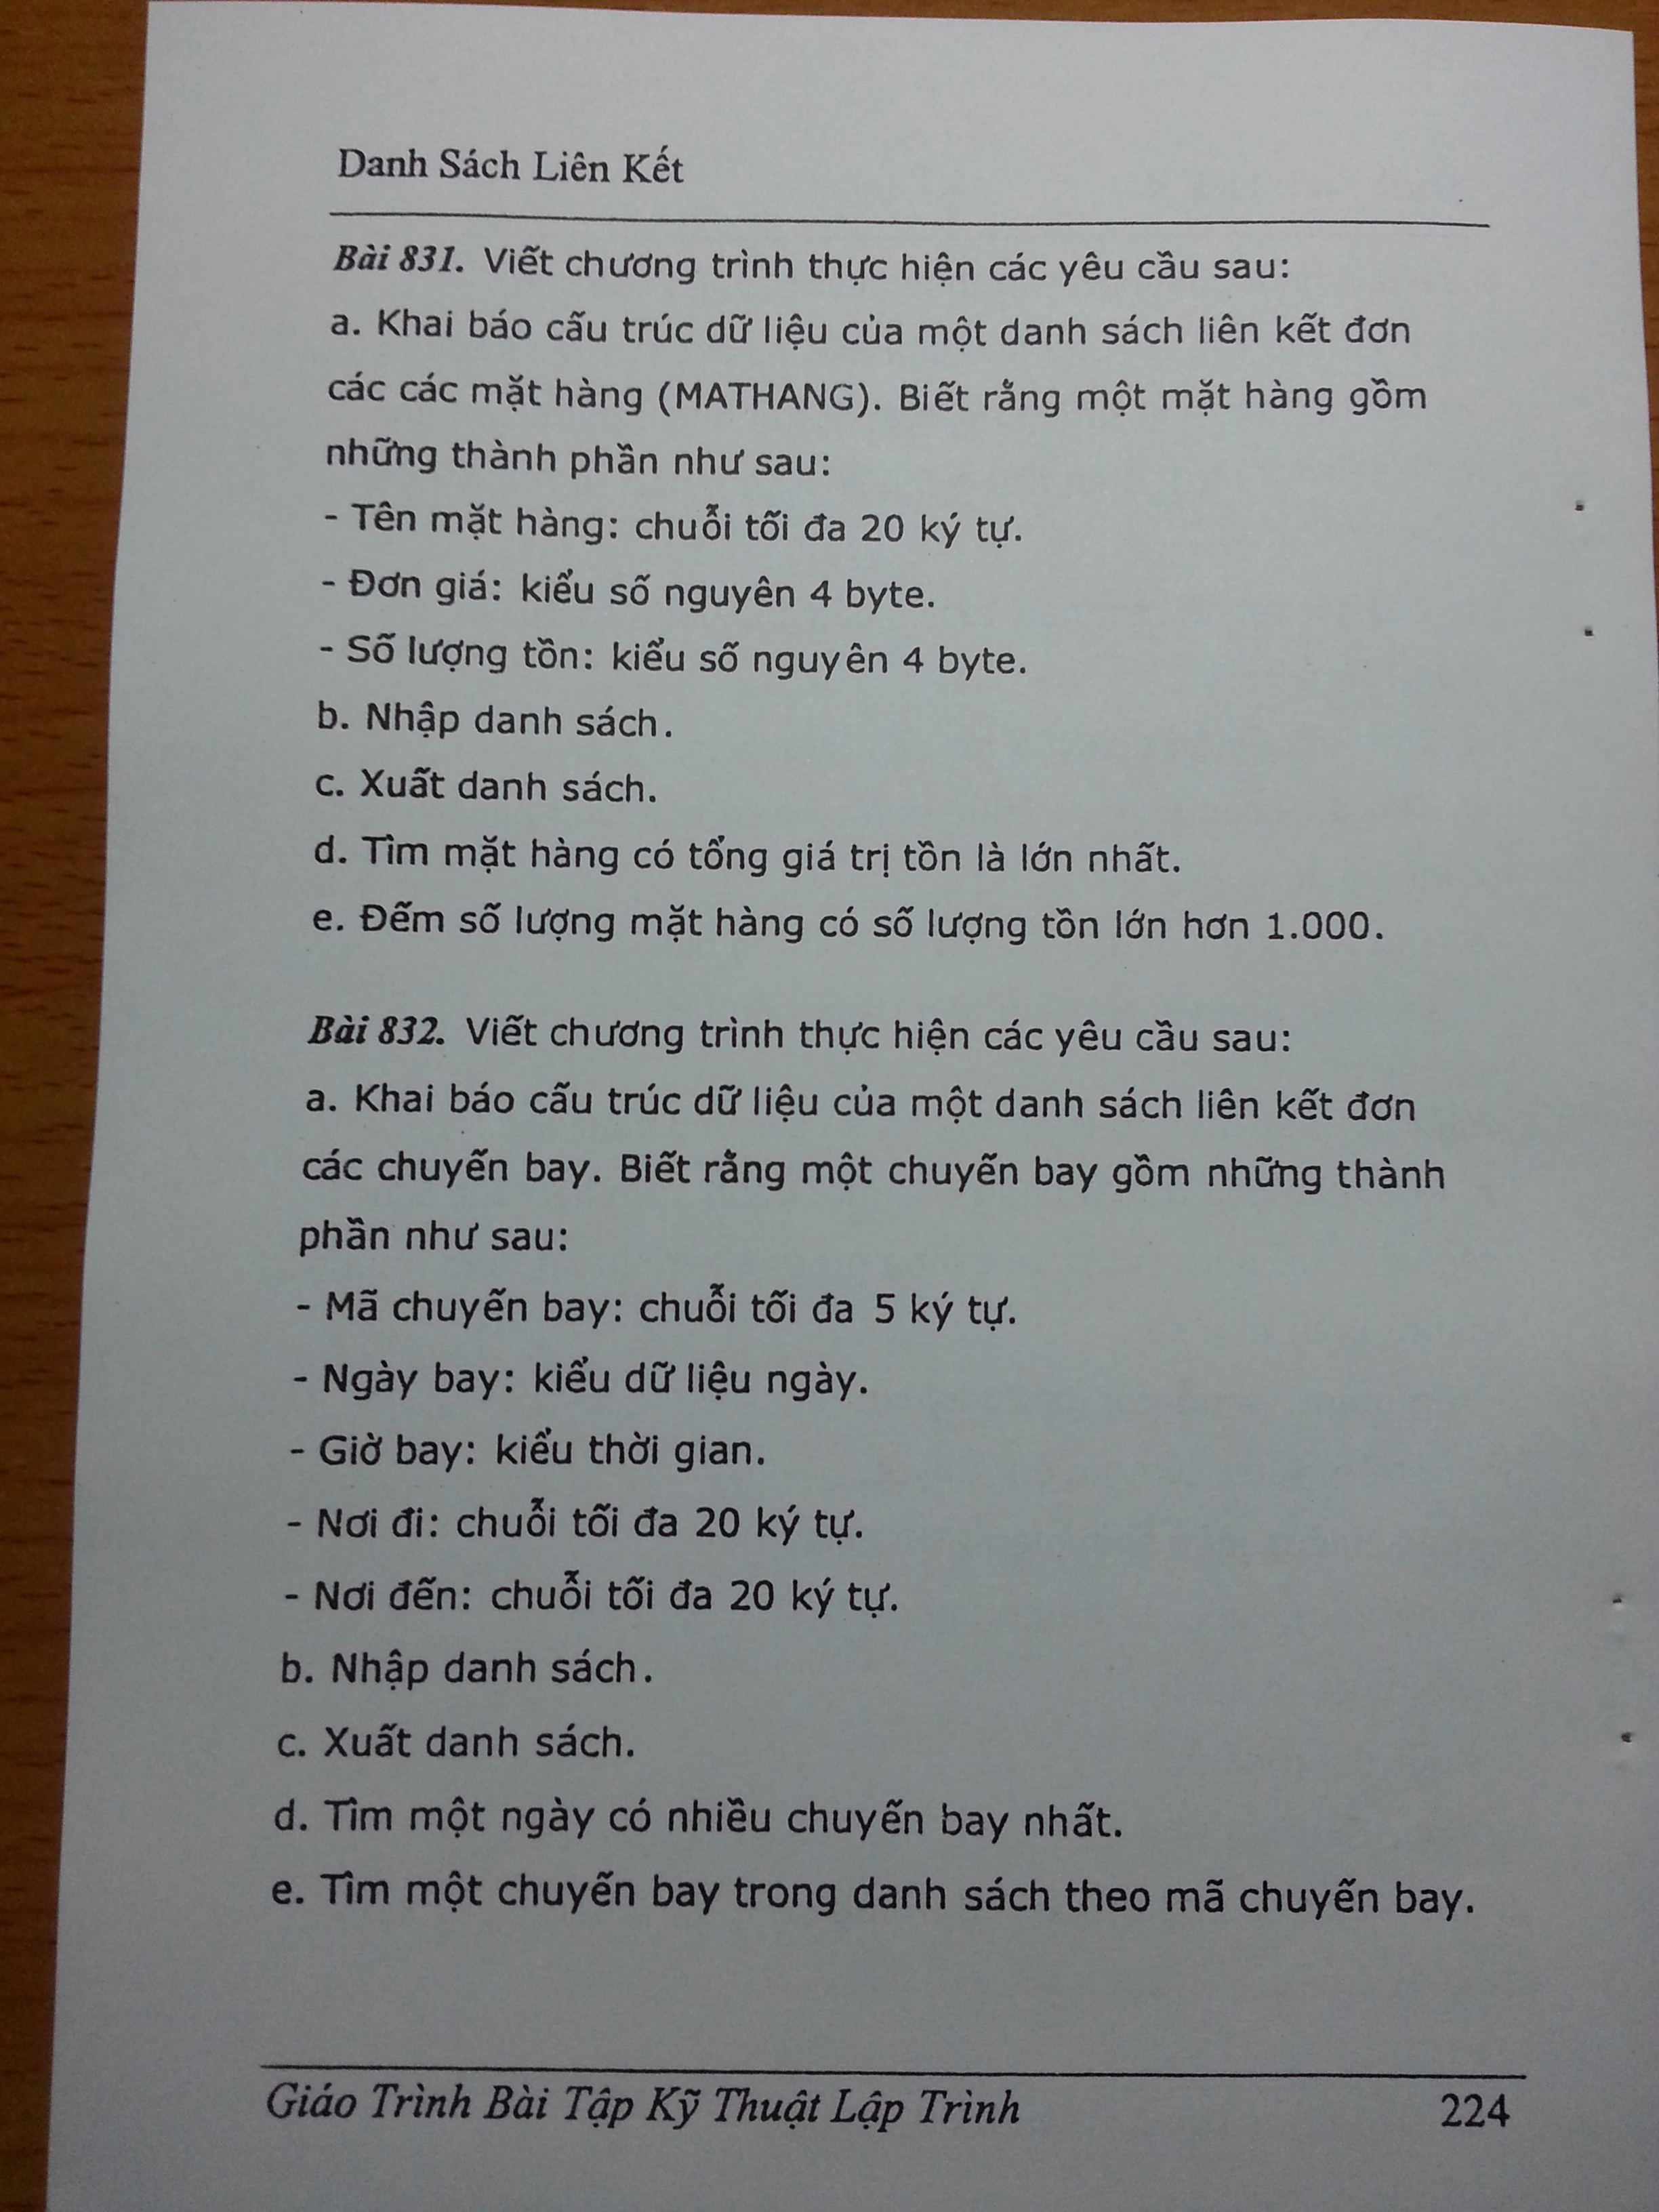 Danh Sách Liên Kết
Bài 831. Viết chương trình thực hiện các yêu cầu sau:
a. Khai báo cấu trúc dữ liệu của một danh sách liên kết đơn
các các mặt hàng (MATHANG). Biết rằng một mặt hàng gồm
những thành phần như sau:
- Tên mặt hàng: chuỗi tối đa 20 ký tự.
- Đơn giá: kiểu số nguyên 4 byte.
- Số lượng tồn: kiểu số nguyên 4 byte.
b. Nhập danh sách.
c. Xuất danh sách.
d. Tìm mặt hàng có tổng giá trị tồn là lớn nhất.
e. Đếm số lượng mặt hàng có số lượng tồn lớn hơn 1.000.
Bài 832. Viết chương trình thực hiện các yêu cầu sau:
a. Khai báo cấu trúc dữ liệu của một danh sách liên kết đơn
các chuyến bay. Biết rằng một chuyến bay gồm những thành
phần như sau:
- Mã chuyến bay: chuỗi tối đa 5 ký tự.
- Ngày bay: kiểu dữ liệu ngày.
- Giờ bay: kiểu thời gian.
- Nơi đi: chuỗi tối đa 20 ký tự.
- Nơi đến: chuỗi tối đa 20 ký tự.
b. Nhập danh sách.
c. Xuất danh sách.
d. Tìm một ngày có nhiều chuyến bay nhất.
e. Tìm một chuyến bay trong danh sách theo mã chuyến bay.
Giáo Trình Bài Tập Kỹ Thuật Lập Trình 224